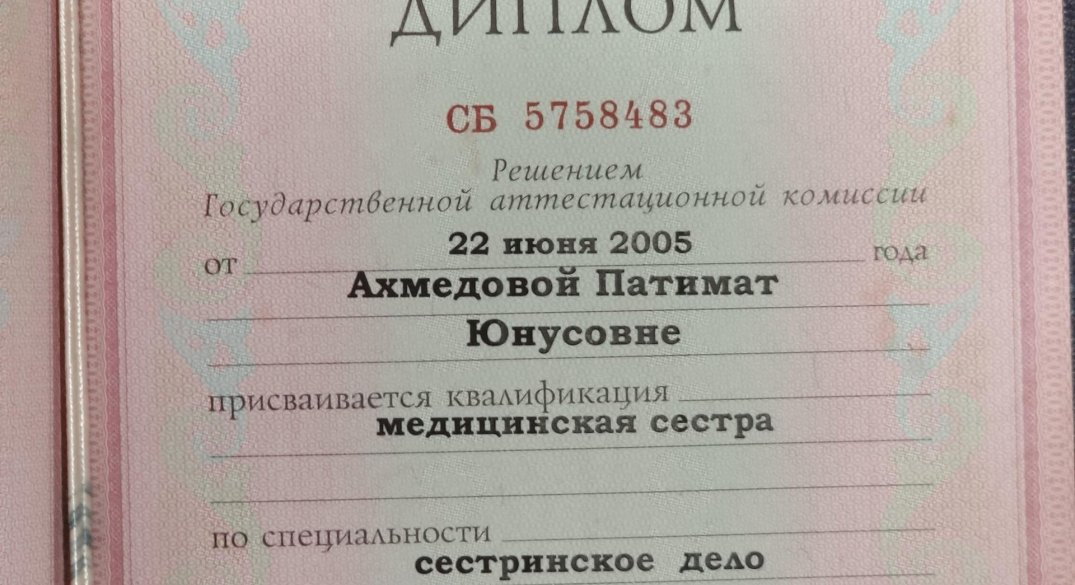 ДИПЛОМ
СБ 5758483
Решением
Государственной аттестационной комиссии
от 22 июня 2005 года
Ахмедовой Патимат
Юнусовне
присваивается квалификация
медицинская сестра
по специальности
сестринское дело